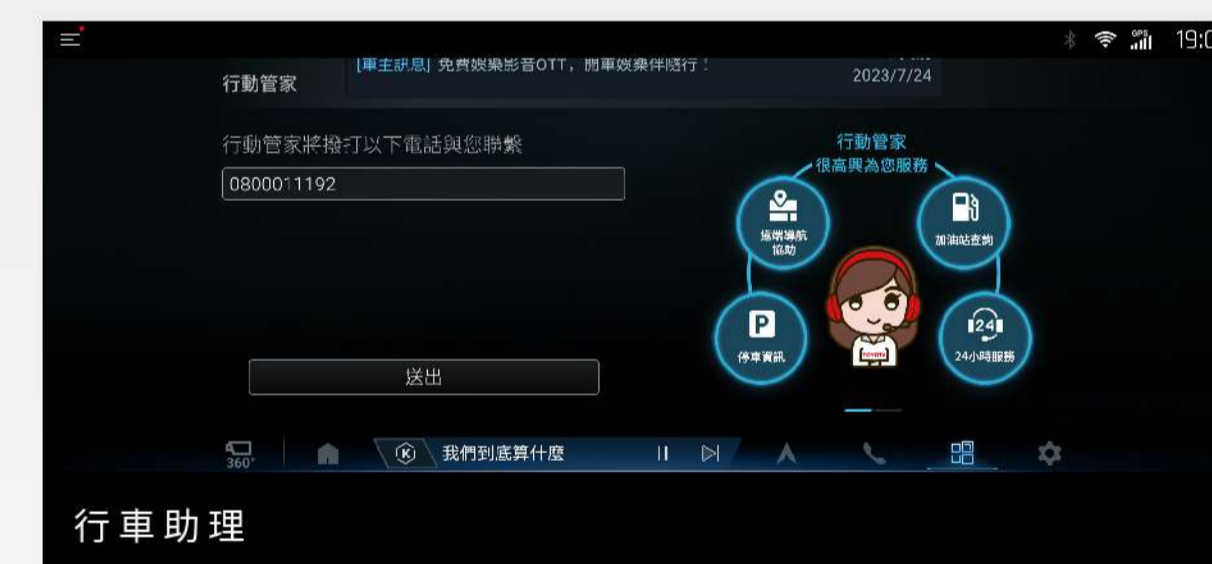 GPS
19:0
[車主訊息] 免費娛樂影音OTT，開車娛樂伴隨行！
2023/7/24
行動管家
行動管家將撥打以下電話與您聯繫
0800011192
送出
行動管家
很高興為您服務
遠端導航
協助
加油站查詢
P
停車資訊
24
24小時服務
TOYOTA
360°
K
我們到底算什麼
行車助理